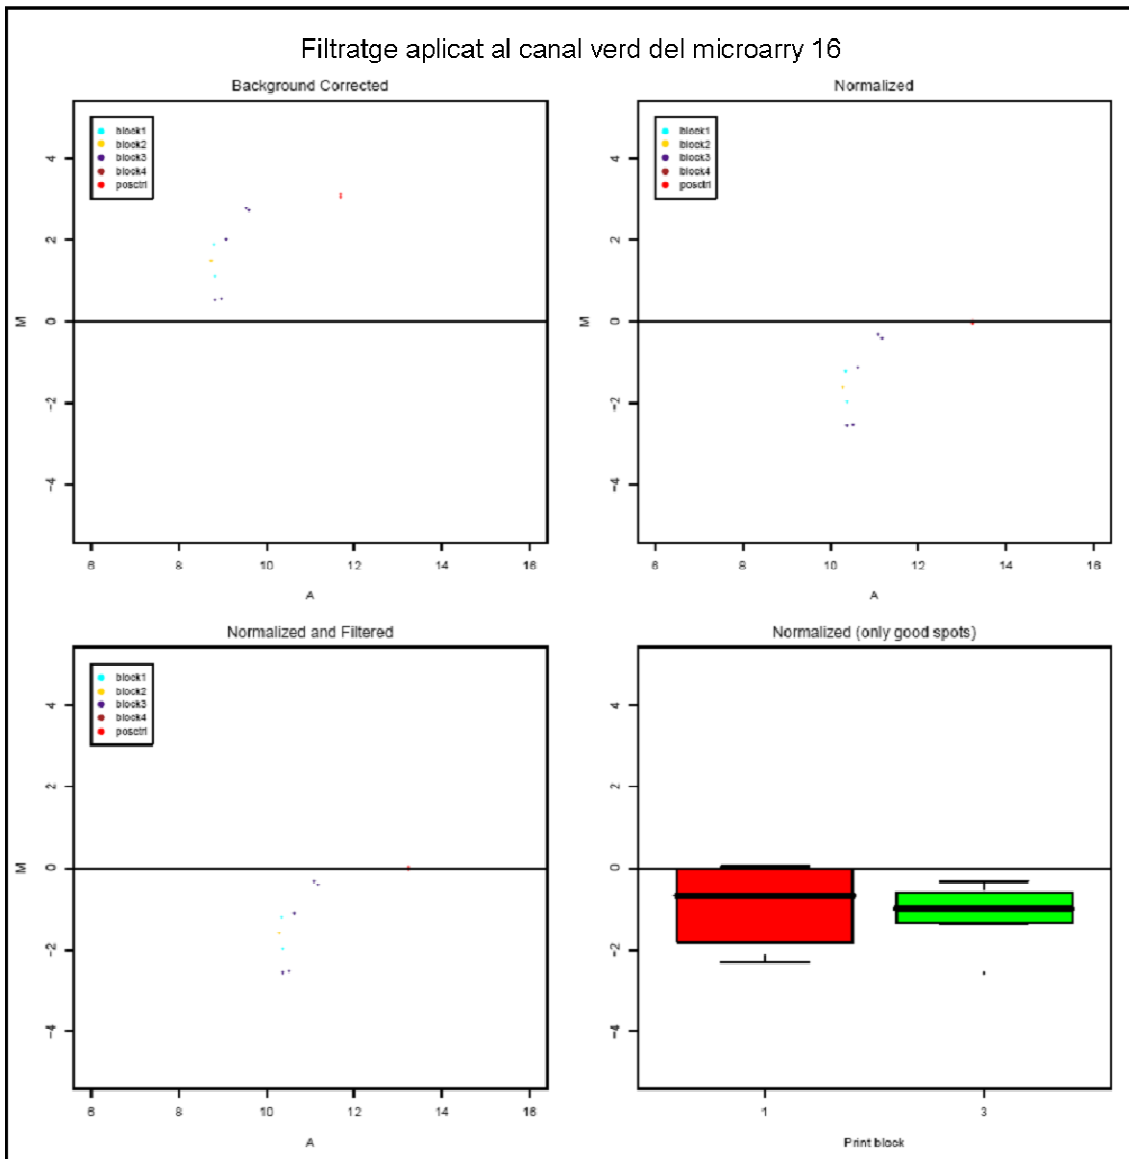 Filtratge aplicat al canal verd del microarry 16
Background Corrected
block1
block2
block3
block4
posctrl
4
2
0
−2
−4
M
6 8 10 12 14 16
A
Normalized
block1
block2
block3
block4
posctrl
4
2
0
−2
−4
M
6 8 10 12 14 16
A
Normalized and Filtered
block1
block2
block3
block4
posctrl
4
2
0
−2
−4
M
6 8 10 12 14 16
A
Normalized (only good spots)
4
2
0
−2
−4
1 3
Print block